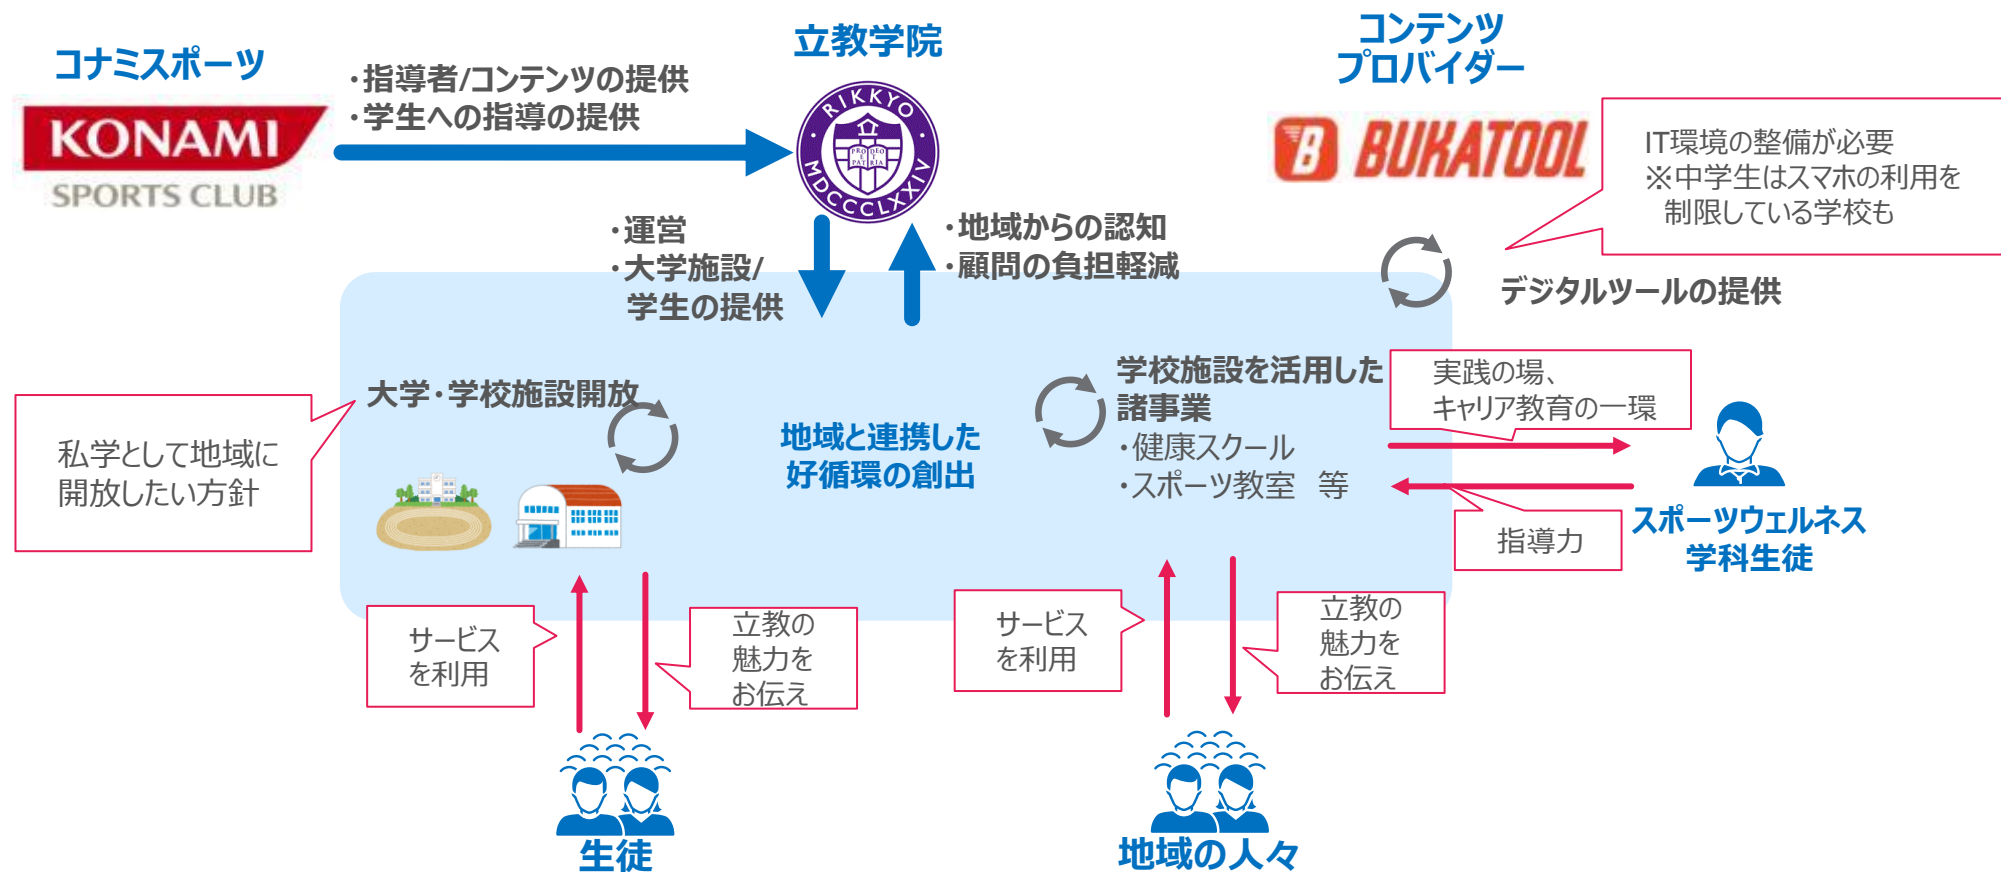 コナミスポーツ
KONAMI
SPORTS CLUB
・指導者/コンテンツの提供
・学生への指導の提供
立教学院
RIKKYO
PRO DEO
ET
PATRIA
MDCCCLXXIV
コンテンツ
プロバイダー
B BUKATOOL
IT環境の整備が必要
※中学生はスマホの利用を
制限している学校も
・運営
・大学施設/
学生の提供
・地域からの認知
・顧問の負担軽減
デジタルツールの提供
大学・学校施設開放
私学として地域に
開放したい方針
地域と連携した
好循環の創出
学校施設を活用した
諸事業
・健康スクール
・スポーツ教室 等
実践の場、
キャリア教育の一環
指導力
スポーツウェルネス
学科生徒
サービス
を利用
立教の
魅力を
お伝え
サービス
を利用
立教の
魅力を
お伝え
生徒
地域の人々